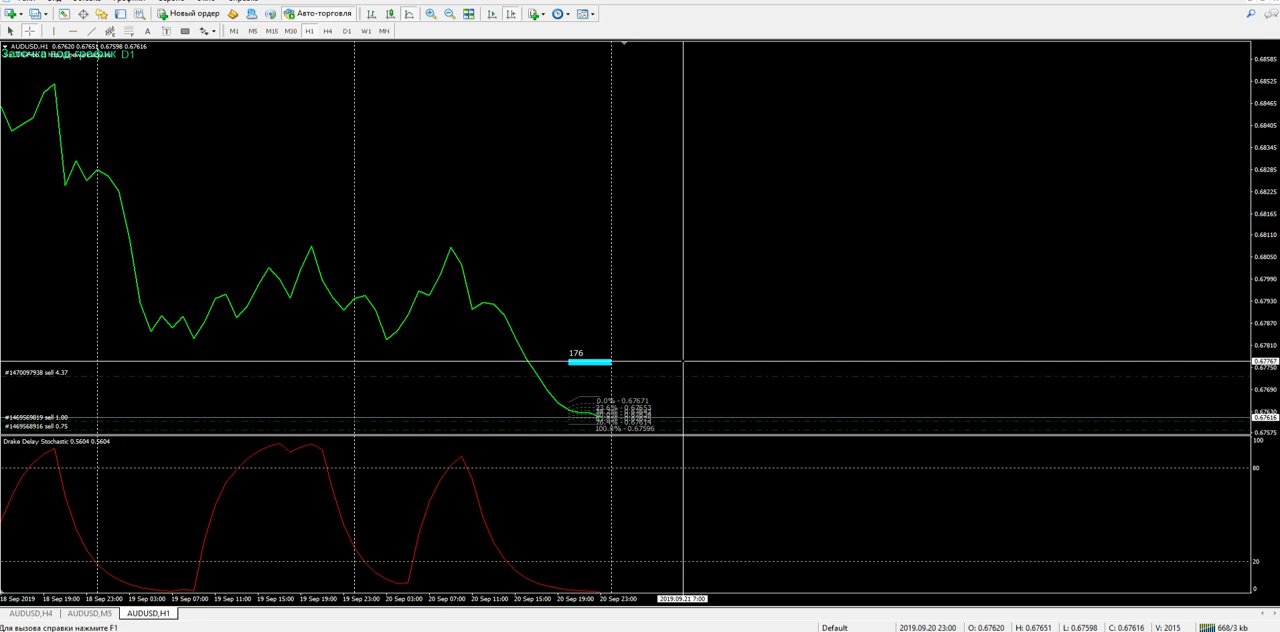 Новый ордер
Авто-торговля
A T
M1 M5 M15 M30 H1 H4 D1 W1 MN
AUDUSD,H1 0.67620 0.67651 0.67598 0.67616
D1
0.68585
0.68525
0.68465
0.68405
0.68345
0.68285
0.68225
0.68165
0.68110
0.68050
0.67990
0.67930
0.67870
0.67810
0.67767
0.67750
0.67690
0.67630
0.67616
0.67575
176
#1470097938 sell 4.37
0.0% - 0.67671
#1469569819 sell 1.00
#1469568916 sell 0.75
100.0% - 0.67596
Drake Delay Stochastic 0.5604 0.5604
100
80
20
0
18 Sep 2019 18 Sep 19:00 18 Sep 23:00 19 Sep 03:00 19 Sep 07:00 19 Sep 11:00 19 Sep 15:00 19 Sep 19:00 19 Sep 23:00 20 Sep 03:00 20 Sep 07:00 20 Sep 11:00 20 Sep 15:00 20 Sep 19:00 20 Sep 23:00 2019.09.21 7:00
AUDUSD,H4 AUDUSD,M5 AUDUSD,H1
Для вызова справки нажмите F1 Default 2019.09.20 23:00 O: 0.67620 H: 0.67651 L: 0.67598 C: 0.67616 V: 2015 668/3 kb